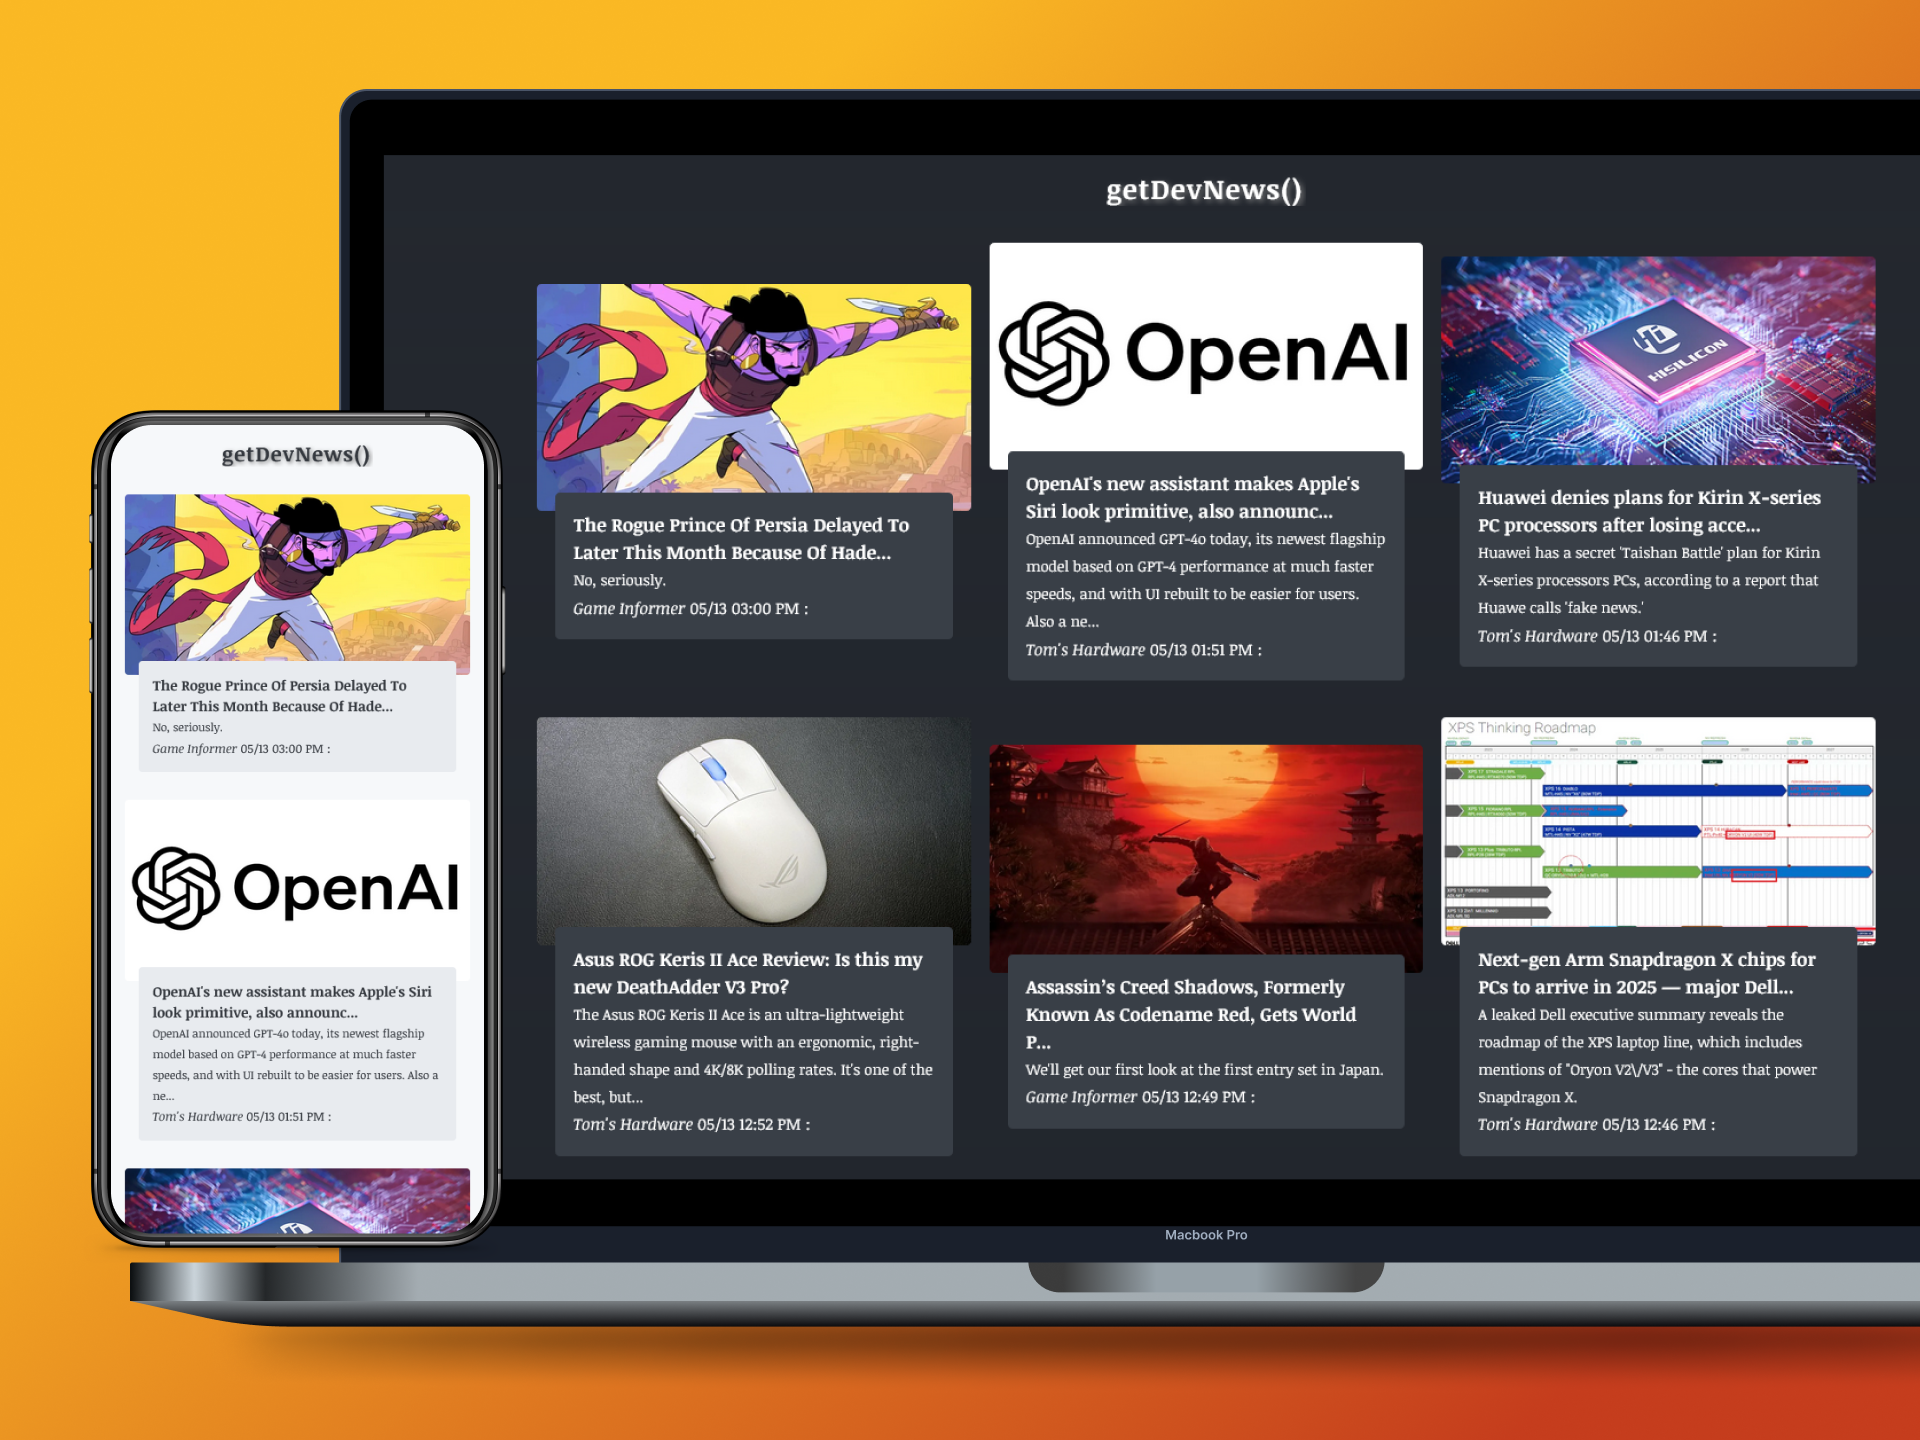 getDevNews()
OpenAI
HISILICON
The Rogue Prince Of Persia Delayed To
Later This Month Because Of Hade...
No, seriously.
Game Informer 05/13 03:00 PM :
OpenAI's new assistant makes Apple's
Siri look primitive, also announc...
OpenAI announced GPT-4o today, its newest flagship
model based on GPT-4 performance at much faster
speeds, and with UI rebuilt to be easier for users.
Also a ne...
Tom's Hardware 05/13 01:51 PM :
Huawei denies plans for Kirin X-series
PC processors after losing acce...
Huawei has a secret 'Taishan Battle' plan for Kirin
X-series processors PCs, according to a report that
Huawe calls 'fake news.'
Tom's Hardware 05/13 01:46 PM :
XPS Thinking Roadmap
Asus ROG Keris II Ace Review: Is this my
new DeathAdder V3 Pro?
The Asus ROG Keris II Ace is an ultra-lightweight
wireless gaming mouse with an ergonomic, right-
handed shape and 4K/8K polling rates. It's one of the
best, but...
Tom's Hardware 05/13 12:52 PM :
Assassin’s Creed Shadows, Formerly
Known As Codename Red, Gets World
P...
We'll get our first look at the first entry set in Japan.
Game Informer 05/13 12:49 PM :
Next-gen Arm Snapdragon X chips for
PCs to arrive in 2025 — major Dell...
A leaked Dell executive summary reveals the
roadmap of the XPS laptop line, which includes
mentions of "Oryon V2\/V3" - the cores that power
Snapdragon X.
Tom's Hardware 05/13 12:46 PM :
Macbook Pro
getDevNews()
The Rogue Prince Of Persia Delayed To
Later This Month Because Of Hade...
No, seriously.
Game Informer 05/13 03:00 PM :
OpenAI
OpenAI's new assistant makes Apple's Siri
look primitive, also announc...
OpenAI announced GPT-4o today, its newest flagship
model based on GPT-4 performance at much faster
speeds, and with UI rebuilt to be easier for users. Also a
ne...
Tom's Hardware 05/13 01:51 PM :